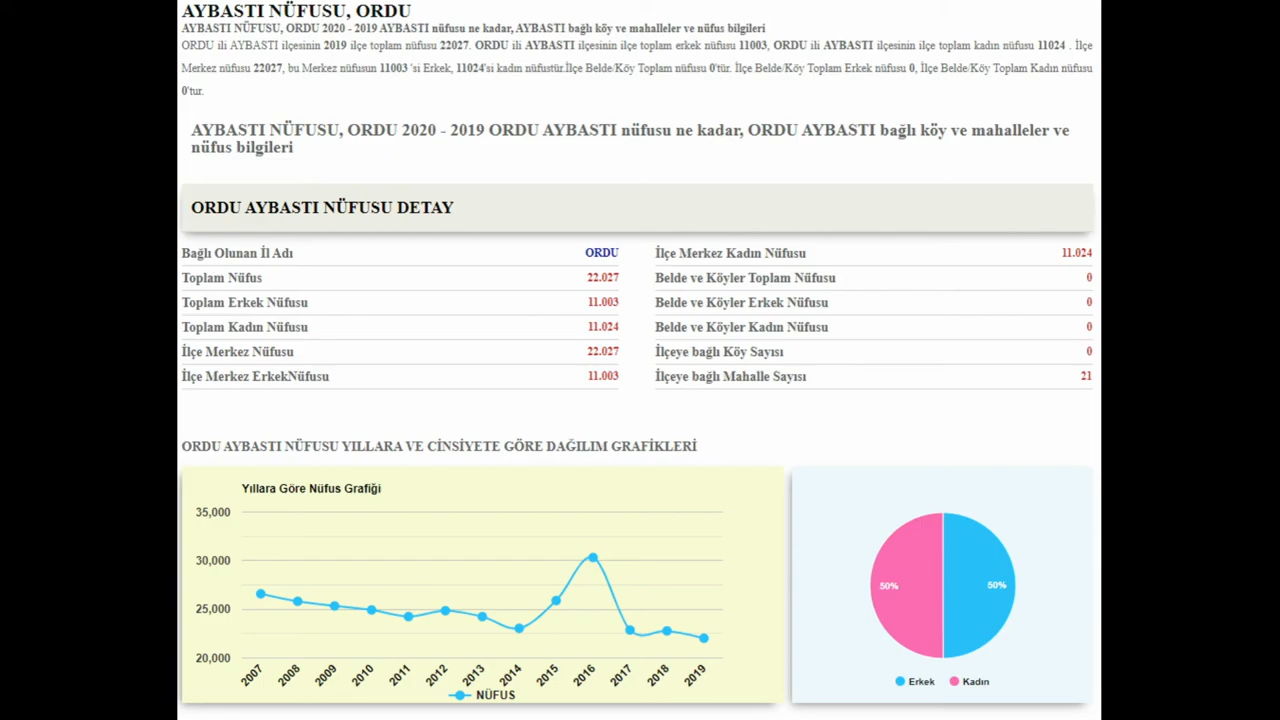 AYBASTI NÜFUSU, ORDU
AYBASTI NÜFUSU, ORDU 2020 - 2019 AYBASTI nüfusu ne kadar, AYBASTI bağlı köy ve mahalleler ve nüfus bilgileri
ORDU ili AYBASTI ilçesinin 2019 ilçe toplam nüfusu 22027. ORDU ili AYBASTI ilçesinin ilçe toplam erkek nüfusu 11003, ORDU ili AYBASTI ilçesinin ilçe toplam kadın nüfusu 11024 . İlçe
Merkez nüfusu 22027, bu Merkez nüfusun 11003 'si Erkek, 11024'si kadın nüfustür.İlçe Belde/Köy Toplam nüfusu 0'tür. İlçe Belde/Köy Toplam Erkek nüfusu 0, İlçe Belde/Köy Toplam Kadın nüfusu
0'tur.
AYBASTI NÜFUSU, ORDU 2020 - 2019 ORDU AYBASTI nüfusu ne kadar, ORDU AYBASTI bağlı köy ve mahalleler ve
nüfus bilgileri
ORDU AYBASTI NÜFUSU DETAY
Bağlı Olunan İl Adı ORDU
Toplam Nüfus 22.027
Toplam Erkek Nüfusu 11.003
Toplam Kadın Nüfusu 11.024
İlçe Merkez Nüfusu 22.027
İlçe Merkez ErkekNüfusu 11.003
İlçe Merkez Kadın Nüfusu 11.024
Belde ve Köyler Toplam Nüfusu 0
Belde ve Köyler Erkek Nüfusu 0
Belde ve Köyler Kadın Nüfusu 0
İlçeye bağlı Köy Sayısı 0
İlçeye bağlı Mahalle Sayısı 21
ORDU AYBASTI NÜFUSU YILLARA VE CİNSİYETE GÖRE DAĞILIM GRAFİKLERİ
Yıllara Göre Nüfus Grafiği
35,000
30,000
25,000
20,000
2007 2008 2009 2010 2011 2012 2013 2014 2015 2016 2017 2018 2019
NÜFUS
50% 50%
Erkek Kadın